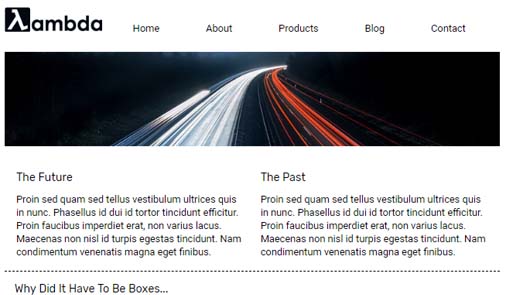 λambda
Home About Products Blog Contact
The Future
Proin sed quam sed tellus vestibulum ultrices quis
in nunc. Phasellus id dui id tortor tincidunt efficitur.
Proin faucibus imperdiet erat, non varius lacus.
Maecenas non nisl id turpis egestas tincidunt. Nam
condimentum venenatis magna eget finibus.
The Past
Proin sed quam sed tellus vestibulum ultrices quis
in nunc. Phasellus id dui id tortor tincidunt efficitur.
Proin faucibus imperdiet erat, non varius lacus.
Maecenas non nisl id turpis egestas tincidunt. Nam
condimentum venenatis magna eget finibus.
Why Did It Have To Be Boxes...